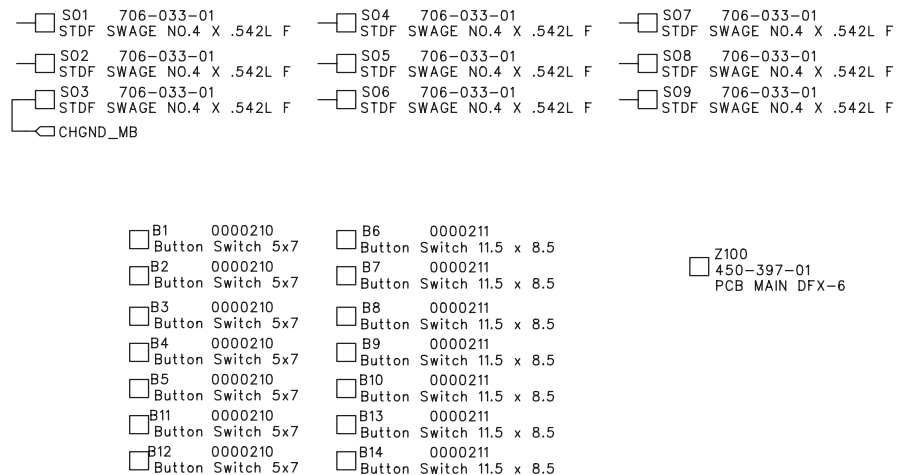 SO1 706-033-01
STDF SWAGE NO.4 X .542L F
SO4 706-033-01
STDF SWAGE NO.4 X .542L F
SO7 706-033-01
STDF SWAGE NO.4 X .542L F
SO2 706-033-01
STDF SWAGE NO.4 X .542L F
SO5 706-033-01
STDF SWAGE NO.4 X .542L F
SO8 706-033-01
STDF SWAGE NO.4 X .542L F
SO3 706-033-01
STDF SWAGE NO.4 X .542L F
SO6 706-033-01
STDF SWAGE NO.4 X .542L F
SO9 706-033-01
STDF SWAGE NO.4 X .542L F
CHGND_MB
B1 0000210
Button Switch 5x7
B6 0000211
Button Switch 11.5 x 8.5
B2 0000210
Button Switch 5x7
B7 0000211
Button Switch 11.5 x 8.5
B3 0000210
Button Switch 5x7
B8 0000211
Button Switch 11.5 x 8.5
B4 0000210
Button Switch 5x7
B9 0000211
Button Switch 11.5 x 8.5
B5 0000210
Button Switch 5x7
B10 0000211
Button Switch 11.5 x 8.5
B11 0000210
Button Switch 5x7
B13 0000211
Button Switch 11.5 x 8.5
B12 0000210
Button Switch 5x7
B14 0000211
Button Switch 11.5 x 8.5
Z100
450-397-01
PCB MAIN DFX-6